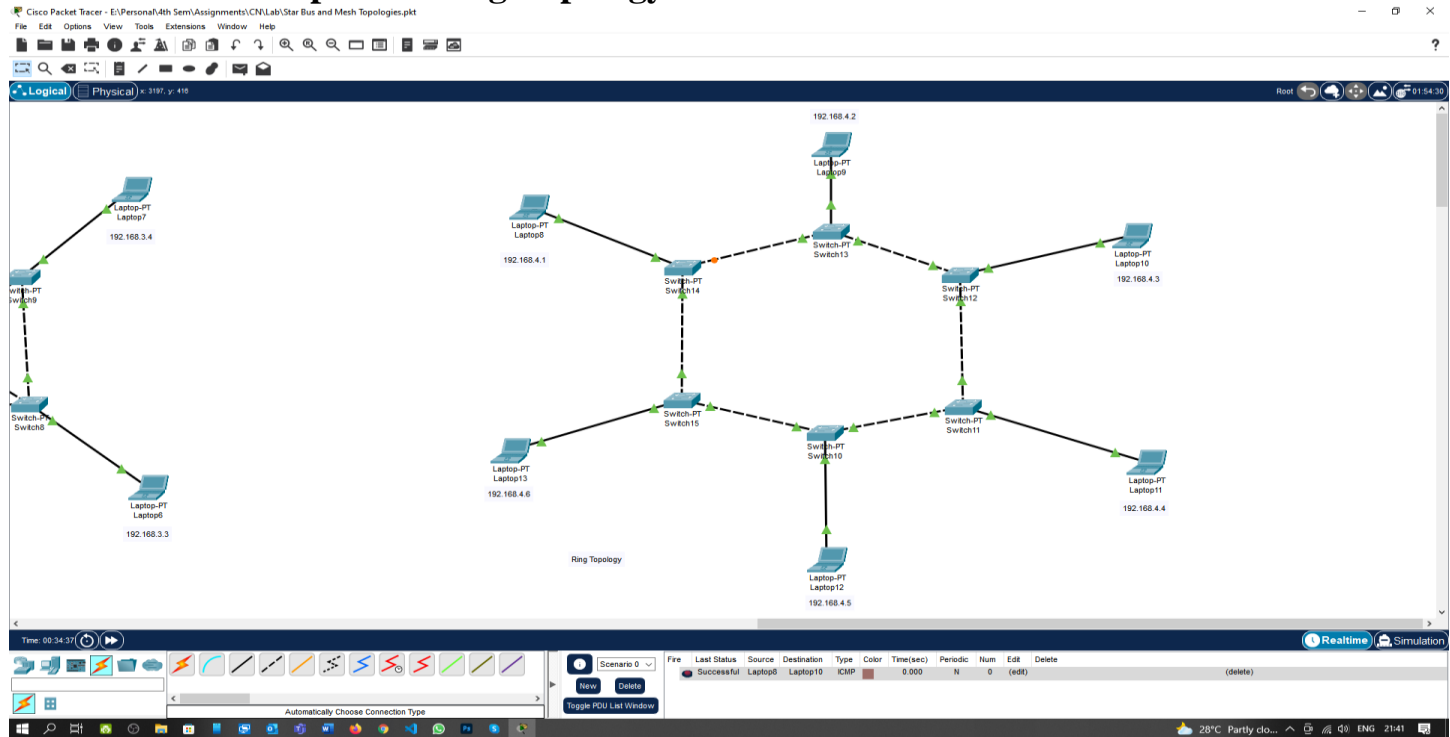 Cisco Packet Tracer - E:\Personal\4th Sem\Assignments\CN\Lab\Star Bus and Mesh Topologies.pkt
File Edit Options View Tools Extensions Window Help
?
Logical Physical x: 3197, y: 416 Root 01:54:30
192.168.4.2
Laptop-PT
Laptop9
Laptop-PT
Laptop7
192.168.3.4
Laptop-PT
Laptop8
192.168.4.1
Switch-PT
Switch13
Laptop-PT
Laptop10
192.168.4.3
Switch-PT
Switch14
Switch-PT
Switch12
Switch9
Switch-PT
Switch8
Switch-PT
Switch15
Switch-PT
Switch11
Switch-PT
Switch10
Laptop-PT
Laptop13
192.168.4.6
Laptop-PT
Laptop11
192.168.4.4
Laptop-PT
Laptop6
192.168.3.3
Ring Topology
Laptop-PT
Laptop12
192.168.4.5
Time: 00:34:37 Realtime Simulation
Scenario 0
New Delete
Toggle PDU List Window
Fire Last Status Source Destination Type Color Time(sec) Periodic Num Edit Delete
Successful Laptop8 Laptop10 ICMP 0.000 N 0 (edit) (delete)
Automatically Choose Connection Type
28°C Partly clo... ENG 21:41